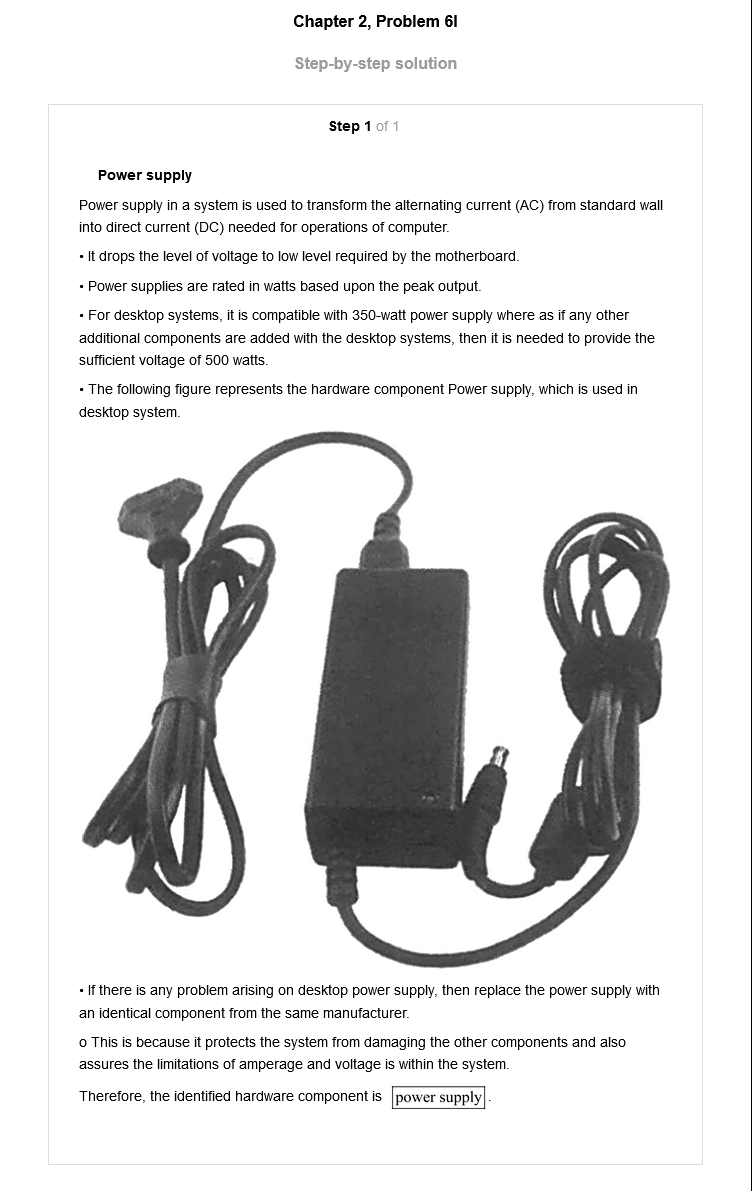 Chapter 2, Problem 6I
Step-by-step solution
Step 1 of 1
Power supply
Power supply in a system is used to transform the alternating current (AC) from standard wall
into direct current (DC) needed for operations of computer.
• It drops the level of voltage to low level required by the motherboard.
• Power supplies are rated in watts based upon the peak output.
• For desktop systems, it is compatible with 350-watt power supply where as if any other
additional components are added with the desktop systems, then it is needed to provide the
sufficient voltage of 500 watts.
• The following figure represents the hardware component Power supply, which is used in
desktop system.
• If there is any problem arising on desktop power supply, then replace the power supply with
an identical component from the same manufacturer.
o This is because it protects the system from damaging the other components and also
assures the limitations of amperage and voltage is within the system.
Therefore, the identified hardware component is power supply.